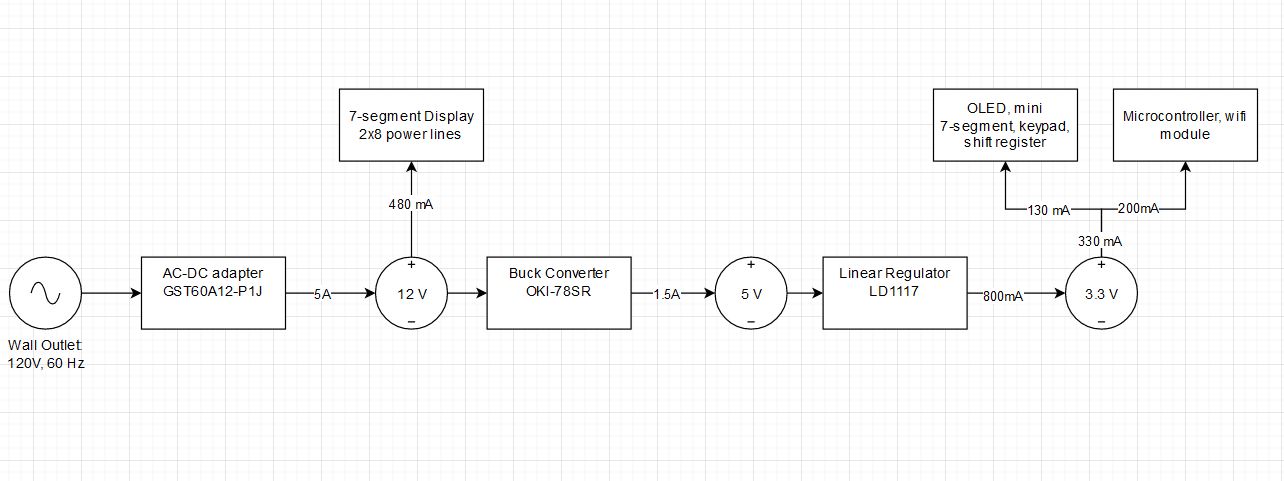 7-segment Display
2x8 power lines
OLED, mini
7-segment, keypad,
shift register
Microcontroller, wifi
module
480 mA
130 mA
200mA
330 mA
AC-DC adapter
GST60A12-P1J
5A
+
12 V
−
Buck Converter
OKI-78SR
1.5A
+
5 V
−
Linear Regulator
LD1117
800mA
+
3.3 V
−
Wall Outlet:
120V, 60 Hz